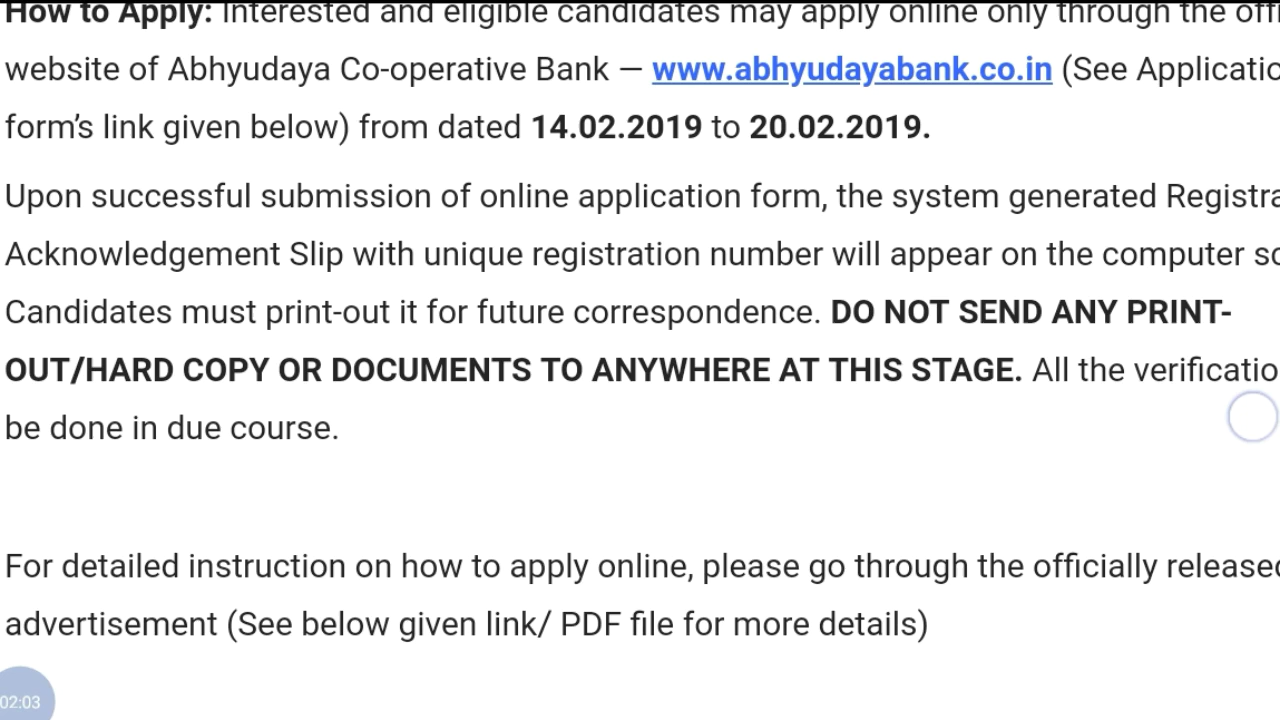 How to Apply: Interested and eligible candidates may apply online only through the
website of Abhyudaya Co-operative Bank — www.abhyudayabank.co.in (See
form’s link given below) from dated 14.02.2019 to 20.02.2019.
Upon successful submission of online application form, the system generated
Acknowledgement Slip with unique registration number will appear on the computer
Candidates must print-out it for future correspondence. DO NOT SEND ANY PRINT-
OUT/HARD COPY OR DOCUMENTS TO ANYWHERE AT THIS STAGE. All the
be done in due course.
For detailed instruction on how to apply online, please go through the officially
advertisement (See below given link/ PDF file for more details)
02:03